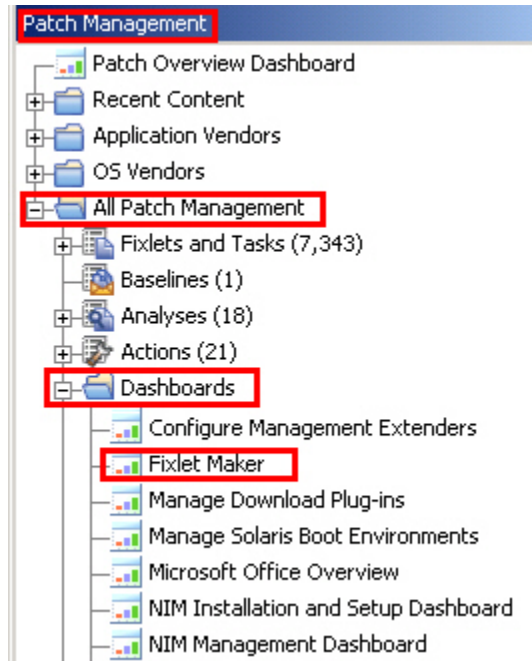 Patch Management
Patch Overview Dashboard
Recent Content
Application Vendors
OS Vendors
All Patch Management
Fixlets and Tasks (7,343)
Baselines (1)
Analyses (18)
Actions (21)
Dashboards
Configure Management Extenders
Fixlet Maker
Manage Download Plug-ins
Manage Solaris Boot Environments
Microsoft Office Overview
NIM Installation and Setup Dashboard
NIM Management Dashboard